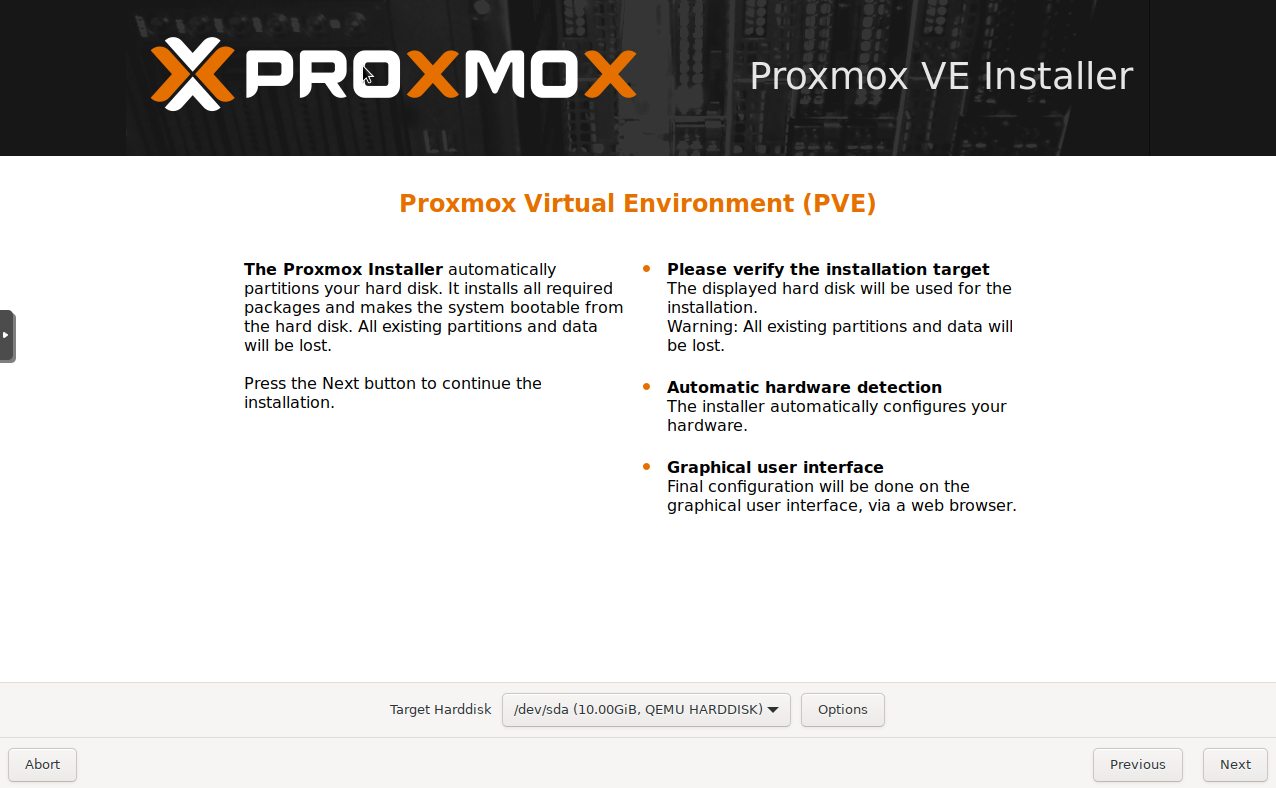 PROXMOX
Proxmox VE Installer
Proxmox Virtual Environment (PVE)
The Proxmox Installer automatically
partitions your hard disk. It installs all required
packages and makes the system bootable from
the hard disk. All existing partitions and data
will be lost.
Press the Next button to continue the
installation.
Please verify the installation target
The displayed hard disk will be used for the
installation.
Warning: All existing partitions and data will
be lost.
Automatic hardware detection
The installer automatically configures your
hardware.
Graphical user interface
Final configuration will be done on the
graphical user interface, via a web browser.
Target Harddisk /dev/sda (10.00GiB, QEMU HARDDISK) Options
Abort Previous Next